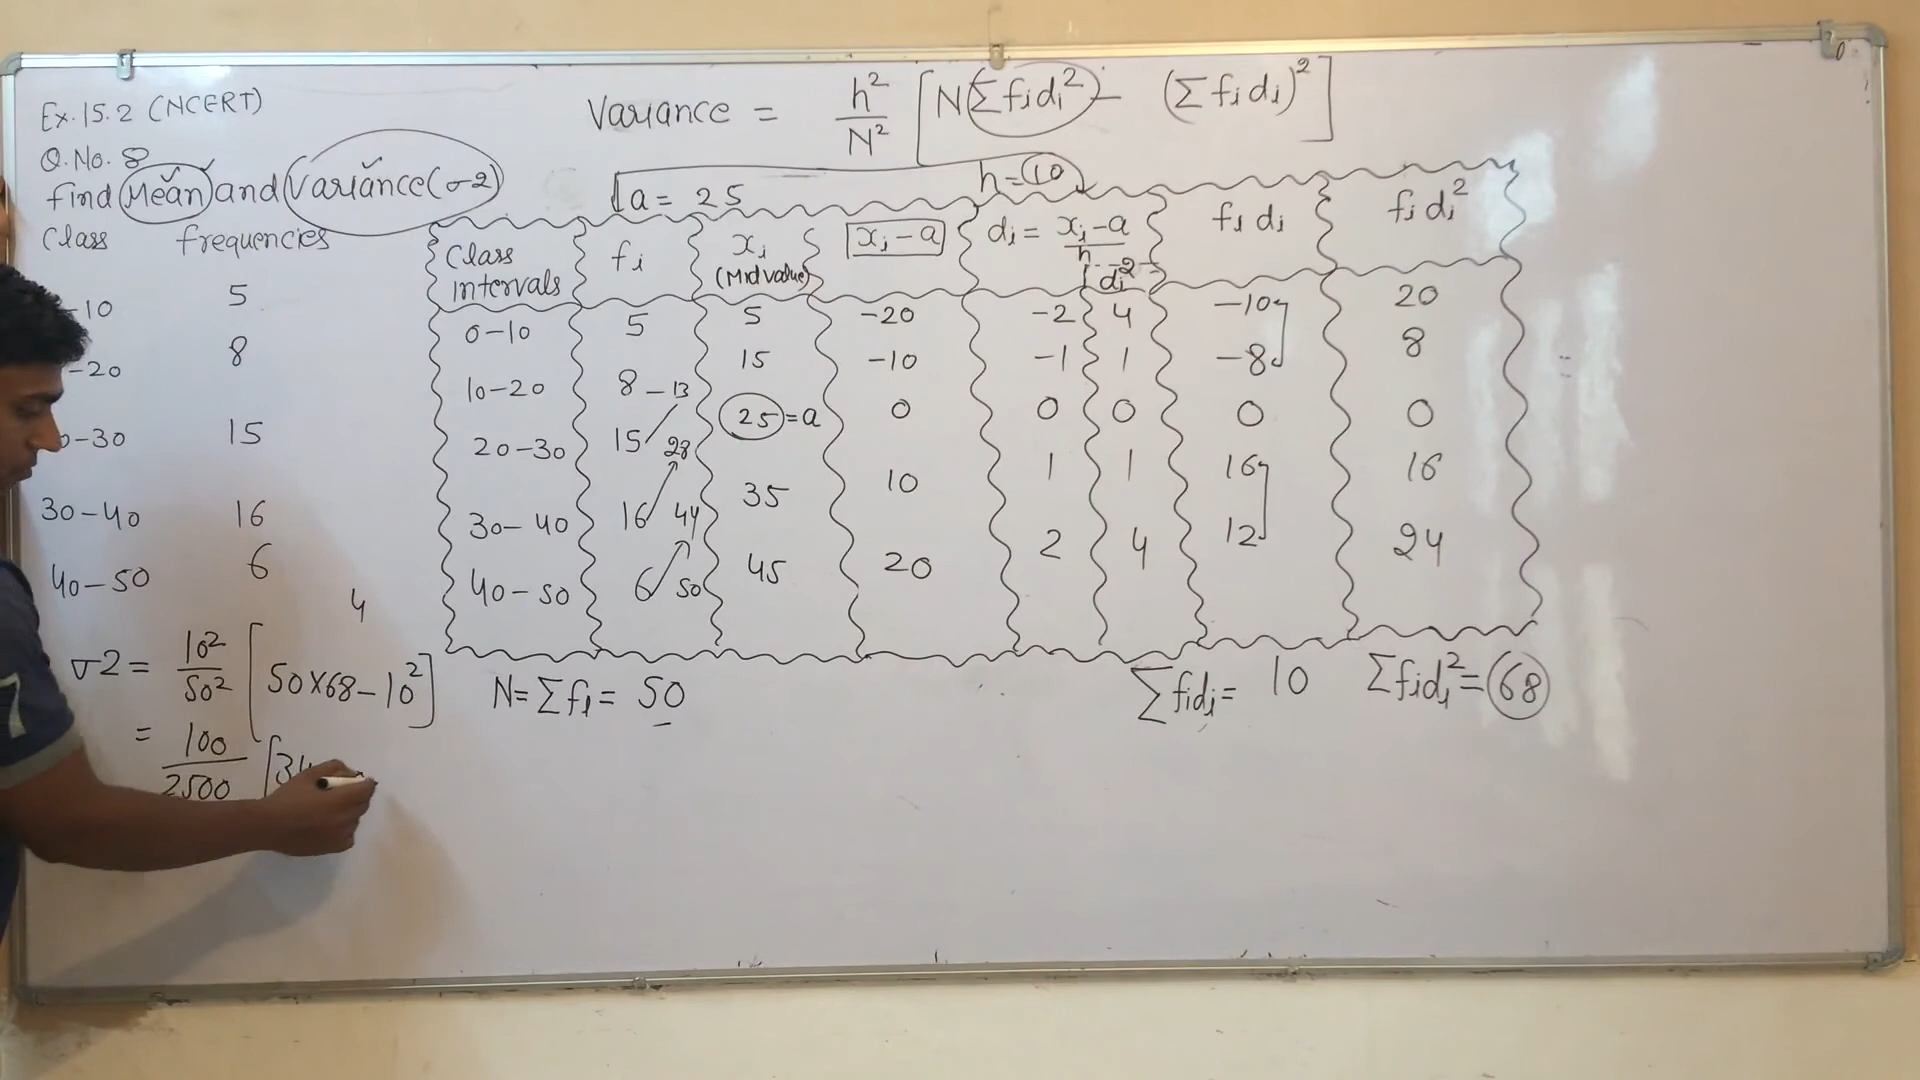 Ex. 15.2 (NCERT)
Q. No. 8
find Mean and Variance (σ2)
Class frequencies
-10 5
-20 8
-30 15
30-40 16
40-50 6
4
Variance = h²/N² [N Σfidi² - (Σfidi)²]
a = 25 h = 10
Class intervals fi xi (Mid value) xi-a di = xi-a/h di² fi di fi di²
0-10 5 5 -20 -2 4 -10 20
10-20 8-13 15 -10 -1 1 -8 8
20-30 15 28 25=a 0 0 0 0 0
30-40 16 44 35 10 1 1 16 16
40-50 6 50 45 20 2 4 12 24
N=Σfi= 50 Σfidi= 10 Σfidi²=68
σ2 = 10²/50² [50x68-10²]
= 100/2500 [34